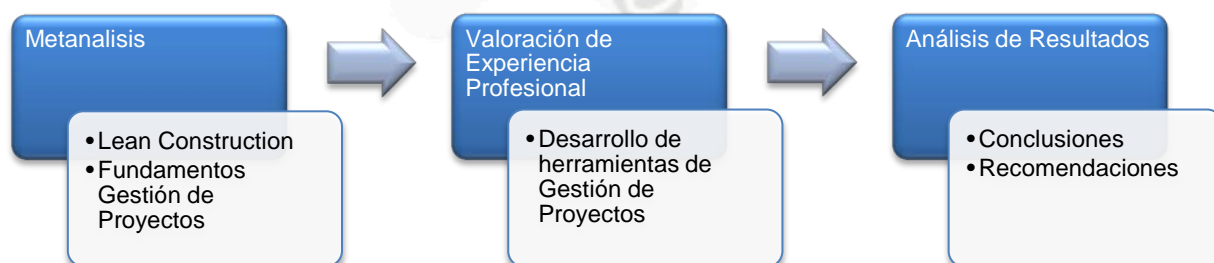 Metanalisis
•Lean Construction
•Fundamentos
Gestión de
Proyectos
Valoración de
Experiencia
Profesional
•Desarrollo de
herramientas de
Gestión de
Proyectos
Análisis de Resultados
•Conclusiones
•Recomendaciones